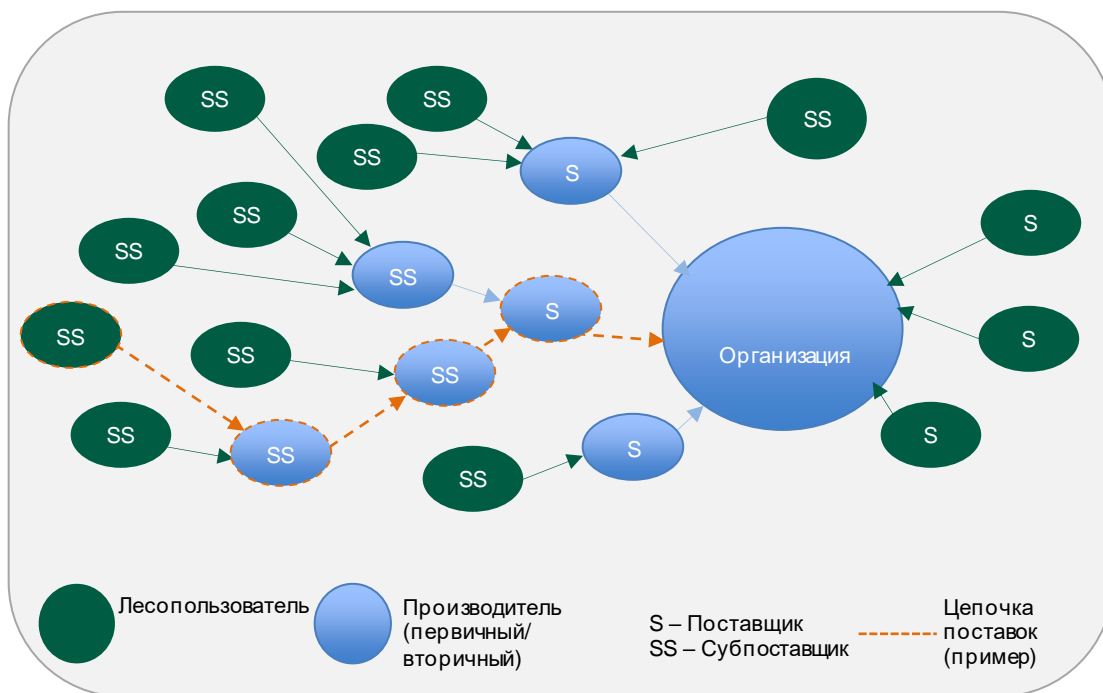 SS
SS
SS
SS
S
SS
SS
S
SS
S
SS
S
SS
SS
Организация
SS
SS
SS
S
S
SS
Лесопользователь
Производитель
(первичный/
вторичный)
S – Поставщик
SS – Субпоставщик
Цепочка
поставок
(пример)